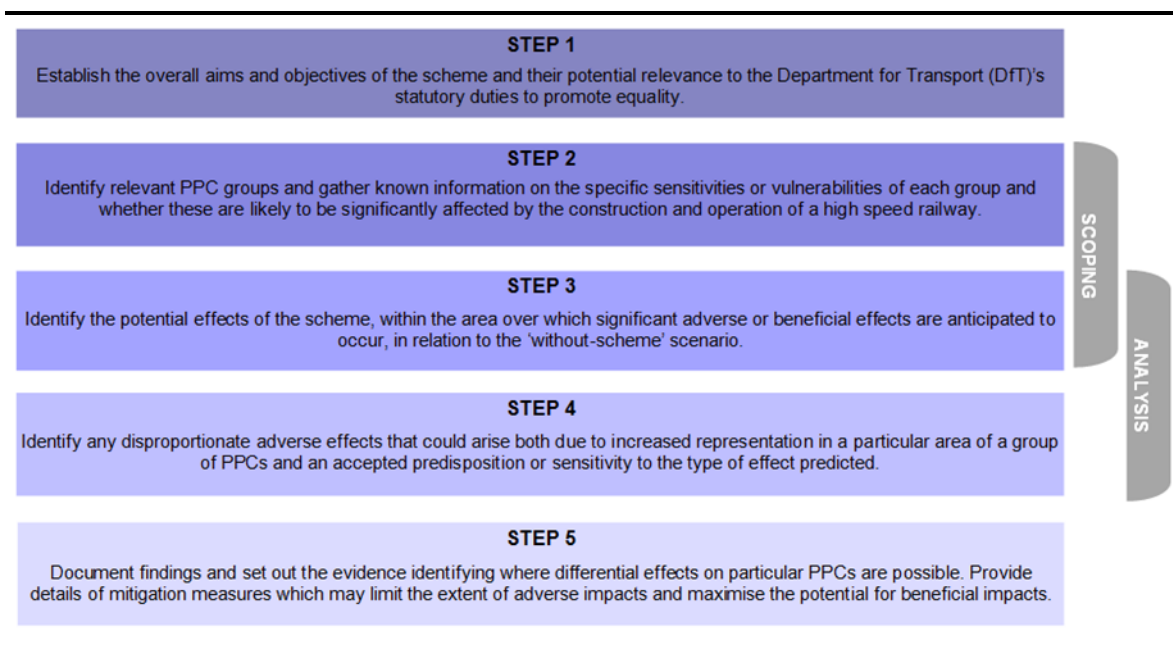 STEP 1
Establish the overall aims and objectives of the scheme and their potential relevance to the Department for Transport (DfT)'s
statutory duties to promote equality.
STEP 2
Identify relevant PPC groups and gather known information on the specific sensitivities or vulnerabilities of each group and
whether these are likely to be significantly affected by the construction and operation of a high speed railway.
SCOPING
STEP 3
Identify the potential effects of the scheme, within the area over which significant adverse or beneficial effects are anticipated to
occur, in relation to the 'without-scheme' scenario.
ANALYSIS
STEP 4
Identify any disproportionate adverse effects that could arise both due to increased representation in a particular area of a group
of PPCs and an accepted predisposition or sensitivity to the type of effect predicted.
STEP 5
Document findings and set out the evidence identifying where differential effects on particular PPCs are possible. Provide
details of mitigation measures which may limit the extent of adverse impacts and maximise the potential for beneficial impacts.